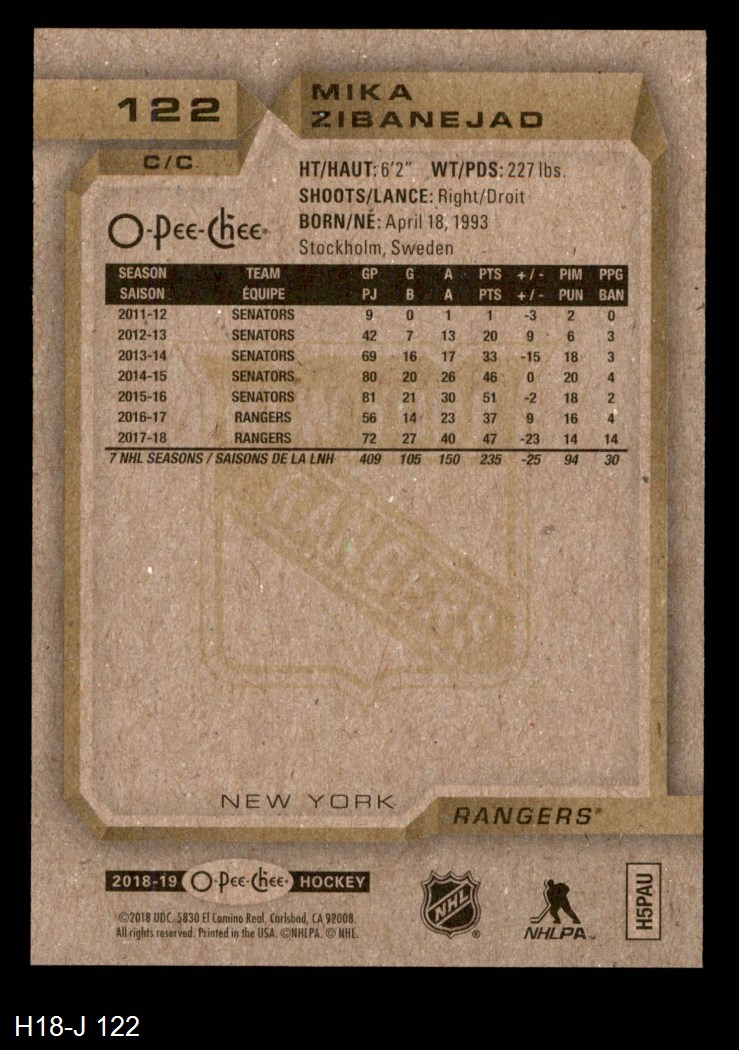 122
MIKA
ZIBANEJAD
C/C
HT/HAUT: 6'2" WT/PDS: 227 lbs.
SHOOTS/LANCE: Right/Droit
BORN/NÉ: April 18, 1993
Stockholm, Sweden
O-Pee-Chee
SEASON TEAM GP G A PTS +/- PIM PPG
SAISON ÉQUIPE PJ B A PTS +/- PUN BAN
2011-12 SENATORS 9 0 1 1 -3 2 0
2012-13 SENATORS 42 7 13 20 9 6 3
2013-14 SENATORS 69 16 17 33 -15 18 3
2014-15 SENATORS 80 20 26 46 0 20 4
2015-16 SENATORS 81 21 30 51 -2 18 2
2016-17 RANGERS 56 14 23 37 9 16 4
2017-18 RANGERS 72 27 40 47 -23 14 14
7 NHL SEASONS / SAISONS DE LA LNH 409 105 150 235 -25 94 30
RANGERS
NEW YORK
RANGERS®
2018-19 O-Pee-Chee HOCKEY
©2018 UDC. 5830 El Camino Real, Carlsbad, CA 92008.
All rights reserved. Printed in the USA. ©NHLPA. © NHL.
NHL ®
NHLPA™
H5PAU
H18-J 122